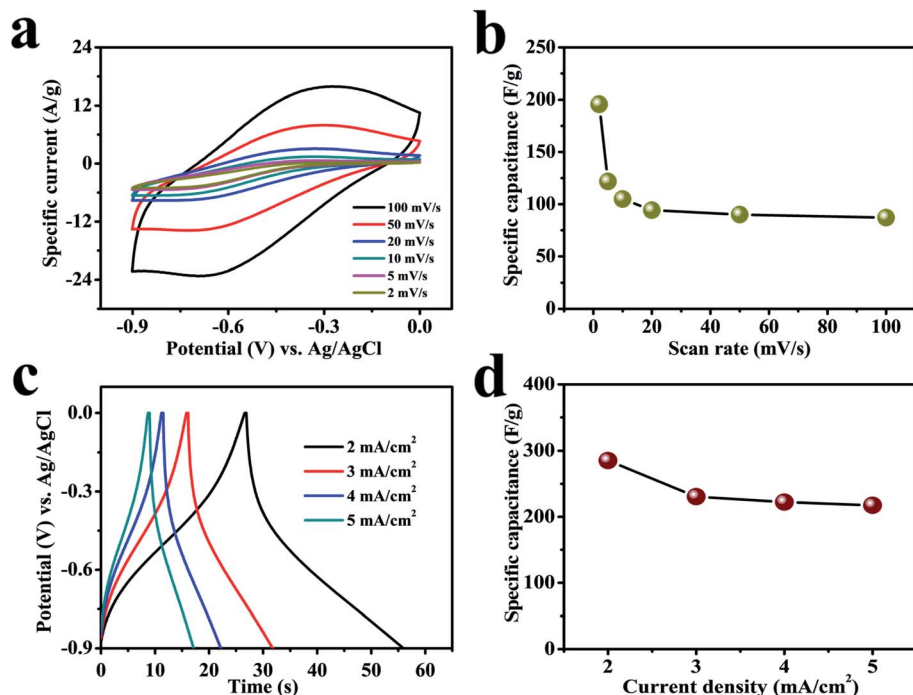 a
Specific current (A/g)
24
12
0
-12
-24
100 mV/s
50 mV/s
20 mV/s
10 mV/s
5 mV/s
2 mV/s
-0.9
-0.6
-0.3
0.0
Potential (V) vs. Ag/AgCl
b
Specific capacitance (F/g)
250
200
150
100
50
0
0
20
40
60
80
100
Scan rate (mV/s)
c
Potential (V) vs. Ag/AgCl
0.0
-0.3
-0.6
-0.9
2 mA/cm²
3 mA/cm²
4 mA/cm²
5 mA/cm²
0
10
20
30
40
50
60
Time (s)
d
Specific capacitance (F/g)
400
300
200
100
0
2
3
4
5
Current density (mA/cm²)